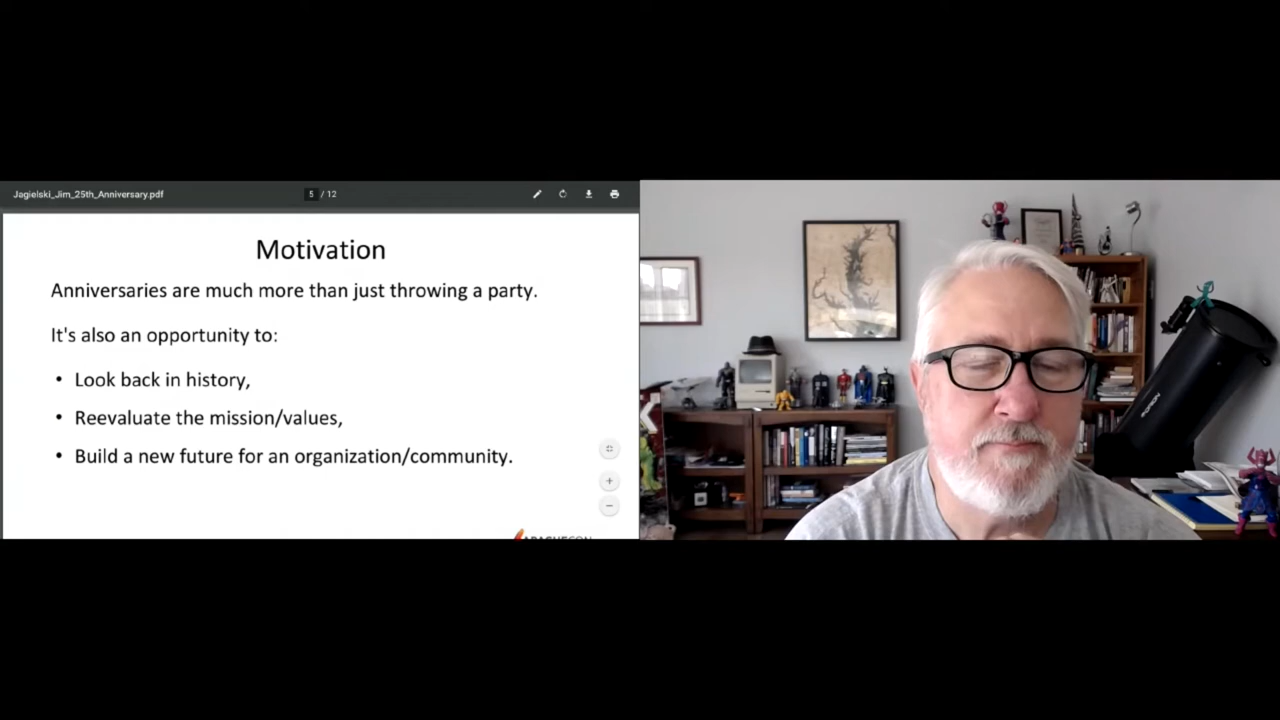 Jagielski_Jim_25th_Anniversary.pdf
5 / 12
Motivation
Anniversaries are much more than just throwing a party.
It's also an opportunity to:
• Look back in history,
• Reevaluate the mission/values,
• Build a new future for an organization/community.
APACHECON